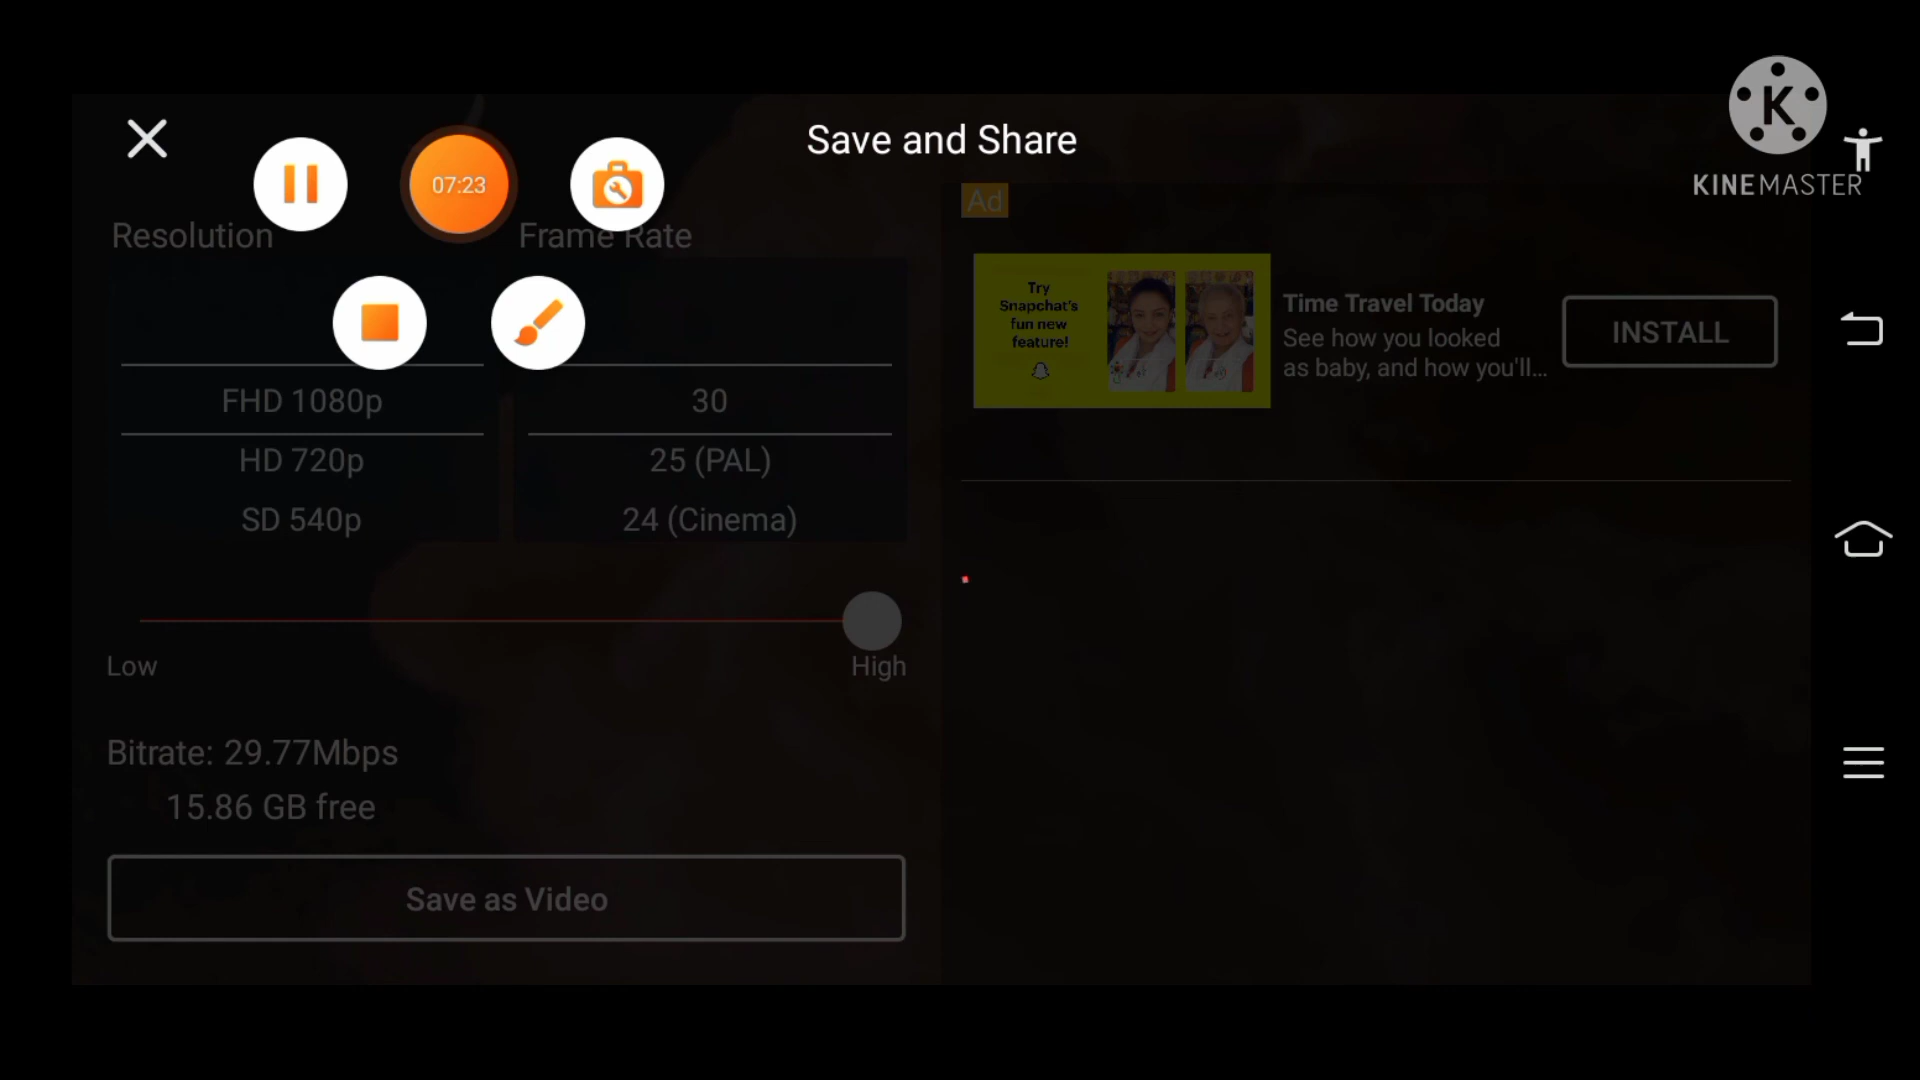 Save and Share
K
KINEMASTER
07:23
Resolution
Frame Rate
FHD 1080p
HD 720p
SD 540p
30
25 (PAL)
24 (Cinema)
Low
High
Bitrate: 29.77Mbps
15.86 GB free
Save as Video
Ad
Try
Snapchat's
fun new
feature!
Time Travel Today
See how you looked
as baby, and how you'll...
INSTALL